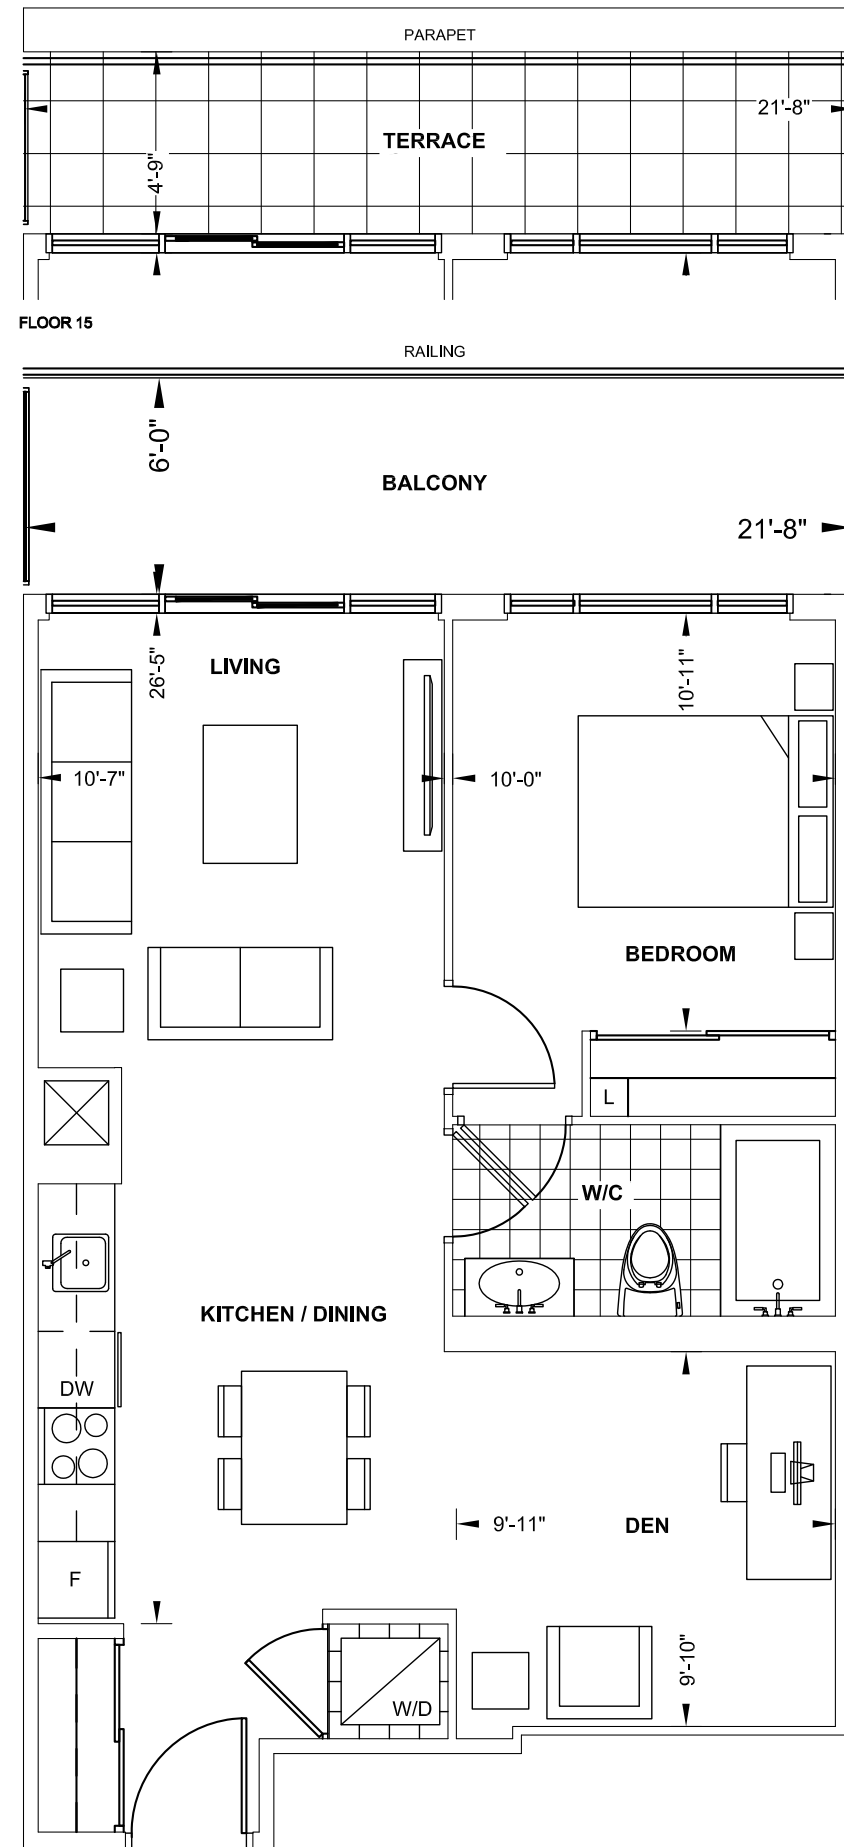 PARAPET
21'-8"
TERRACE
4'-9"
FLOOR 15
RAILING
6'-0"
BALCONY
21'-8"
LIVING
26'-5"
10'-11"
10'-7"
10'-0"
BEDROOM
L
W/C
KITCHEN / DINING
DW
9'-11"
DEN
F
9'-10"
W/D